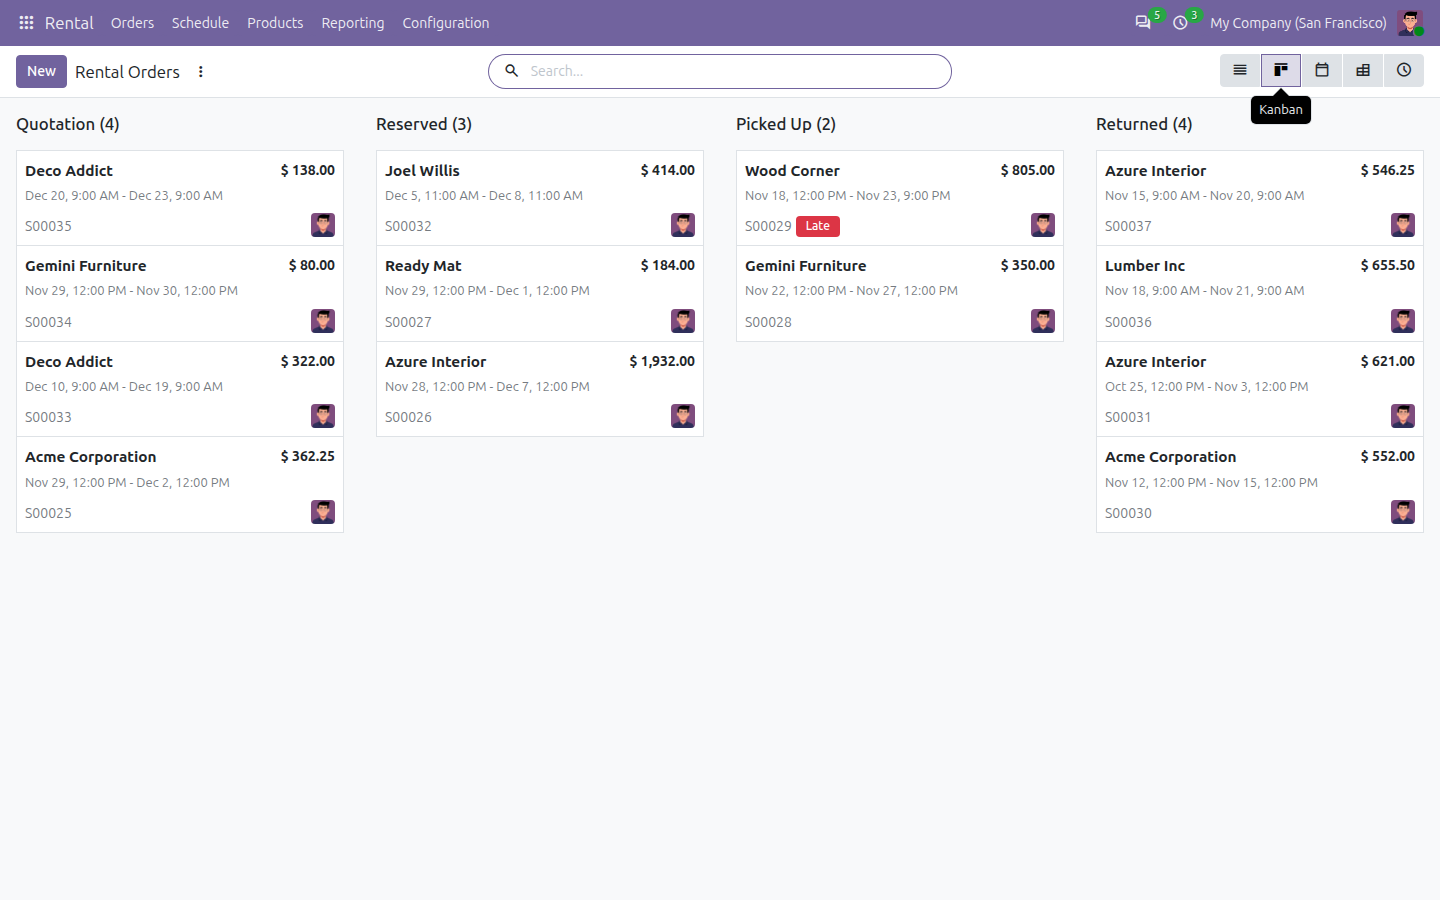 Rental Orders Schedule Products Reporting Configuration 5 3 My Company (San Francisco)
New Rental Orders Search...
Kanban
Quotation (4)
Deco Addict $ 138.00
Dec 20, 9:00 AM - Dec 23, 9:00 AM
S00035
Gemini Furniture $ 80.00
Nov 29, 12:00 PM - Nov 30, 12:00 PM
S00034
Deco Addict $ 322.00
Dec 10, 9:00 AM - Dec 19, 9:00 AM
S00033
Acme Corporation $ 362.25
Nov 29, 12:00 PM - Dec 2, 12:00 PM
S00025
Reserved (3)
Joel Willis $ 414.00
Dec 5, 11:00 AM - Dec 8, 11:00 AM
S00032
Ready Mat $ 184.00
Nov 29, 12:00 PM - Dec 1, 12:00 PM
S00027
Azure Interior $ 1,932.00
Nov 28, 12:00 PM - Dec 7, 12:00 PM
S00026
Picked Up (2)
Wood Corner $ 805.00
Nov 18, 12:00 PM - Nov 23, 9:00 PM
S00029 Late
Gemini Furniture $ 350.00
Nov 22, 12:00 PM - Nov 27, 12:00 PM
S00028
Returned (4)
Azure Interior $ 546.25
Nov 15, 9:00 AM - Nov 20, 9:00 AM
S00037
Lumber Inc $ 655.50
Nov 18, 9:00 AM - Nov 21, 9:00 AM
S00036
Azure Interior $ 621.00
Oct 25, 12:00 PM - Nov 3, 12:00 PM
S00031
Acme Corporation $ 552.00
Nov 12, 12:00 PM - Nov 15, 12:00 PM
S00030